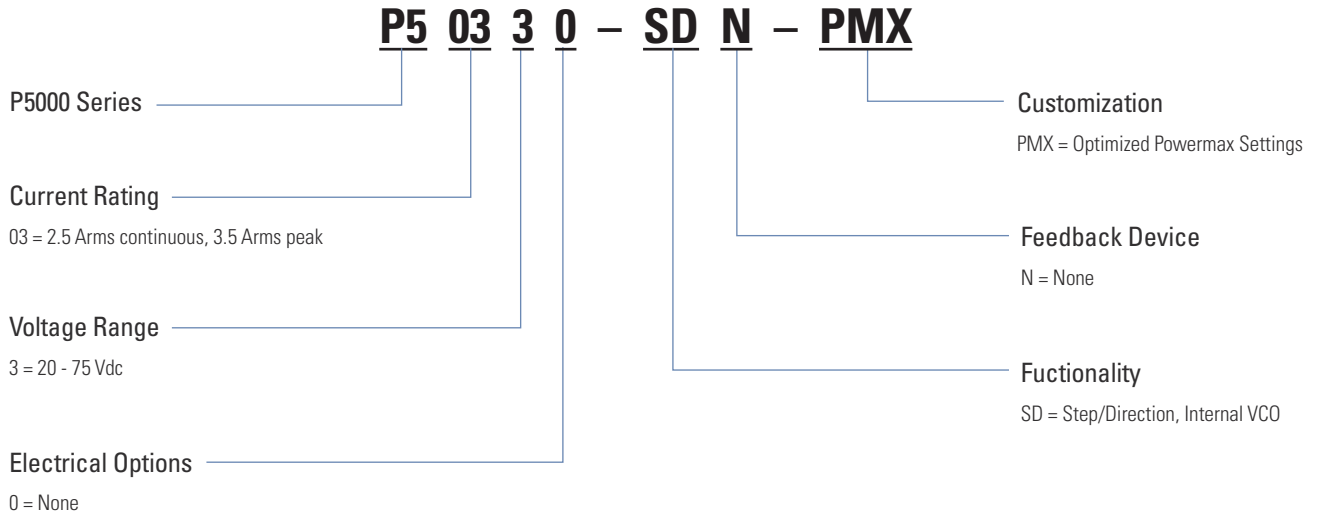 P5 03 3 0 – SD N – PMX
P5000 Series
Current Rating
03 = 2.5 Arms continuous, 3.5 Arms peak
Voltage Range
3 = 20 - 75 Vdc
Electrical Options
0 = None
Customization
PMX = Optimized Powermax Settings
Feedback Device
N = None
Fuctionality
SD = Step/Direction, Internal VCO